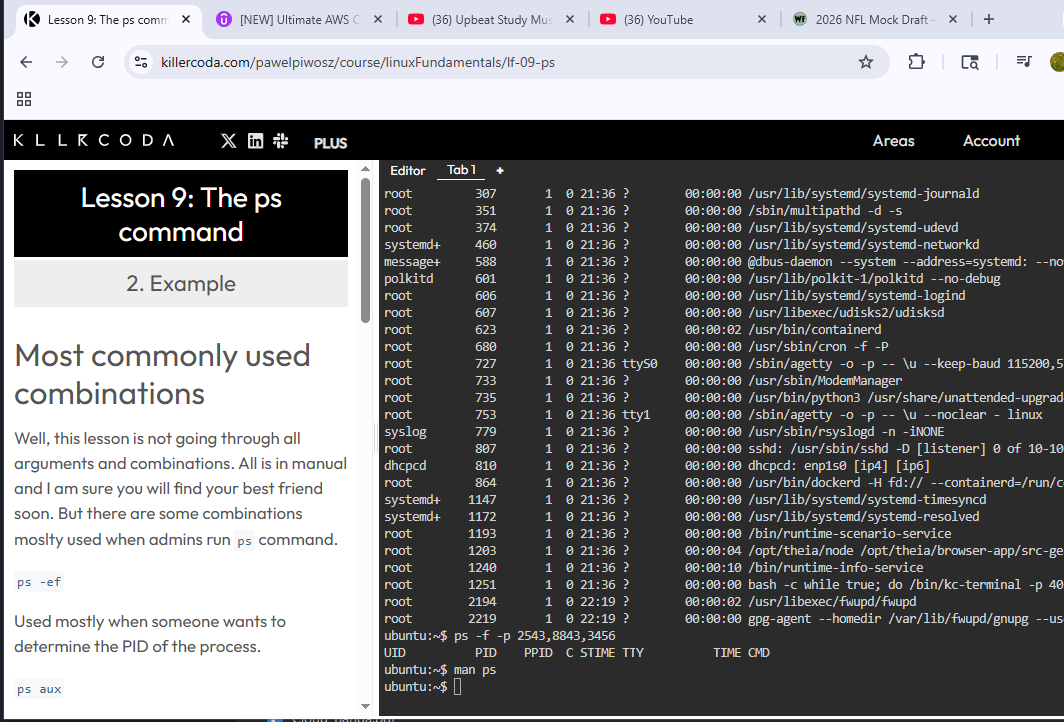 Lesson 9: The ps comm
[NEW] Ultimate AWS C
(36) Upbeat Study Mus
(36) YouTube
2026 NFL Mock Draft -
killercoda.com/pawelpiwosz/course/linuxFundamentals/lf-09-ps
KLLRCODA
PLUS
Areas
Account
Lesson 9: The ps
command
2. Example
Most commonly used
combinations
Well, this lesson is not going through all
arguments and combinations. All is in manual
and I am sure you will find your best friend
soon. But there are some combinations
moslty used when admins run ps command.
ps -ef
Used mostly when someone wants to
determine the PID of the process.
ps aux
Editor Tab 1 +
root 307 1 0 21:36 ? 00:00:00 /usr/lib/systemd/systemd-journald
root 351 1 0 21:36 ? 00:00:00 /sbin/multipathd -d -s
root 374 1 0 21:36 ? 00:00:00 /usr/lib/systemd/systemd-udevd
systemd+ 460 1 0 21:36 ? 00:00:00 /usr/lib/systemd/systemd-networkd
message+ 588 1 0 21:36 ? 00:00:00 @dbus-daemon --system --address=systemd: --no
polkitd 601 1 0 21:36 ? 00:00:00 /usr/lib/polkit-1/polkitd --no-debug
root 606 1 0 21:36 ? 00:00:00 /usr/lib/systemd/systemd-logind
root 607 1 0 21:36 ? 00:00:00 /usr/libexec/udisks2/udisksd
root 623 1 0 21:36 ? 00:00:02 /usr/bin/containerd
root 680 1 0 21:36 ? 00:00:00 /usr/sbin/cron -f -P
root 727 1 0 21:36 ttyS0 00:00:00 /sbin/agetty -o -p -- \u --keep-baud 115200,5
root 733 1 0 21:36 ? 00:00:00 /usr/sbin/ModemManager
root 735 1 0 21:36 ? 00:00:00 /usr/bin/python3 /usr/share/unattended-upgrad
root 753 1 0 21:36 tty1 00:00:00 /sbin/agetty -o -p -- \u --noclear - linux
syslog 779 1 0 21:36 ? 00:00:00 /usr/sbin/rsyslogd -n -iNONE
root 807 1 0 21:36 ? 00:00:00 sshd: /usr/sbin/sshd -D [listener] 0 of 10-10
dhcpcd 810 1 0 21:36 ? 00:00:00 dhcpcd: enp1s0 [ip4] [ip6]
root 864 1 0 21:36 ? 00:00:00 /usr/bin/dockerd -H fd:// --containerd=/run/c
systemd+ 1147 1 0 21:36 ? 00:00:00 /usr/lib/systemd/systemd-timesyncd
systemd+ 1172 1 0 21:36 ? 00:00:00 /usr/lib/systemd/systemd-resolved
root 1193 1 0 21:36 ? 00:00:00 /bin/runtime-scenario-service
root 1203 1 0 21:36 ? 00:00:04 /opt/theia/node /opt/theia/browser-app/src-ge
root 1240 1 0 21:36 ? 00:00:10 /bin/runtime-info-service
root 1251 1 0 21:36 ? 00:00:00 bash -c while true; do /bin/kc-terminal -p 40
root 2194 1 0 22:19 ? 00:00:02 /usr/libexec/fwupd/fwupd
root 2219 1 0 22:19 ? 00:00:00 gpg-agent --homedir /var/lib/fwupd/gnupg --us
ubuntu:~$ ps -f -p 2543,8843,3456
UID PID PPID C STIME TTY TIME CMD
ubuntu:~$ man ps
ubuntu:~$